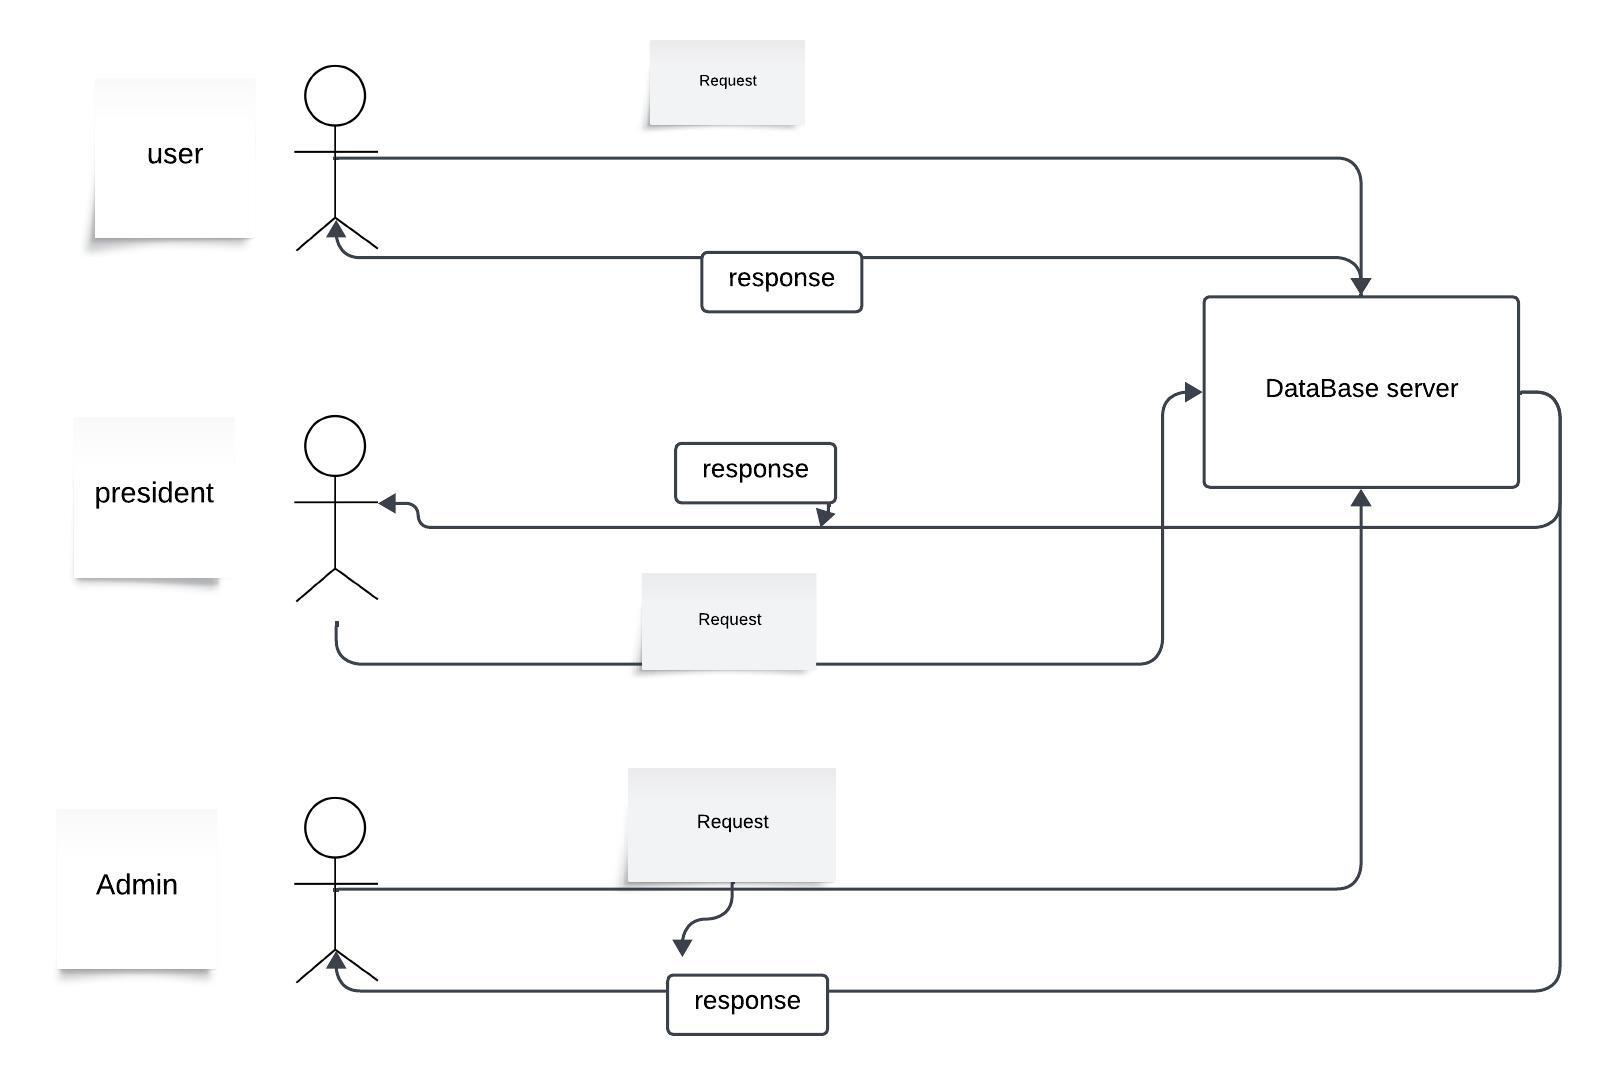 Request
user
response
DataBase server
response
president
Request
Request
Admin
response